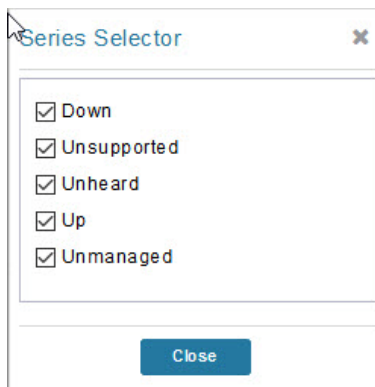 Series Selector
Down
Unsupported
Unheard
Up
Unmanaged
Close